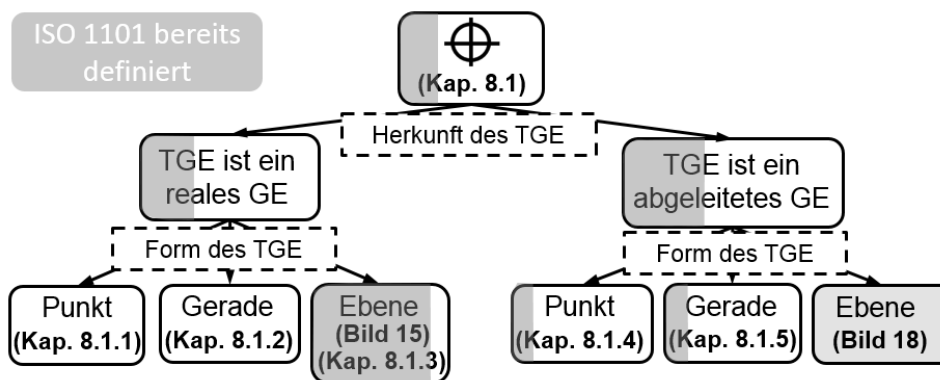 ISO 1101 bereits
definiert
(Kap. 8.1)
Herkunft des TGE
TGE ist ein
reales GE
TGE ist ein
abgeleitetes GE
Form des TGE
Form des TGE
Punkt
(Kap. 8.1.1)
Gerade
(Kap. 8.1.2)
Ebene
(Bild 15)
(Kap. 8.1.3)
Punkt
(Kap. 8.1.4)
Gerade
(Kap. 8.1.5)
Ebene
(Bild 18)